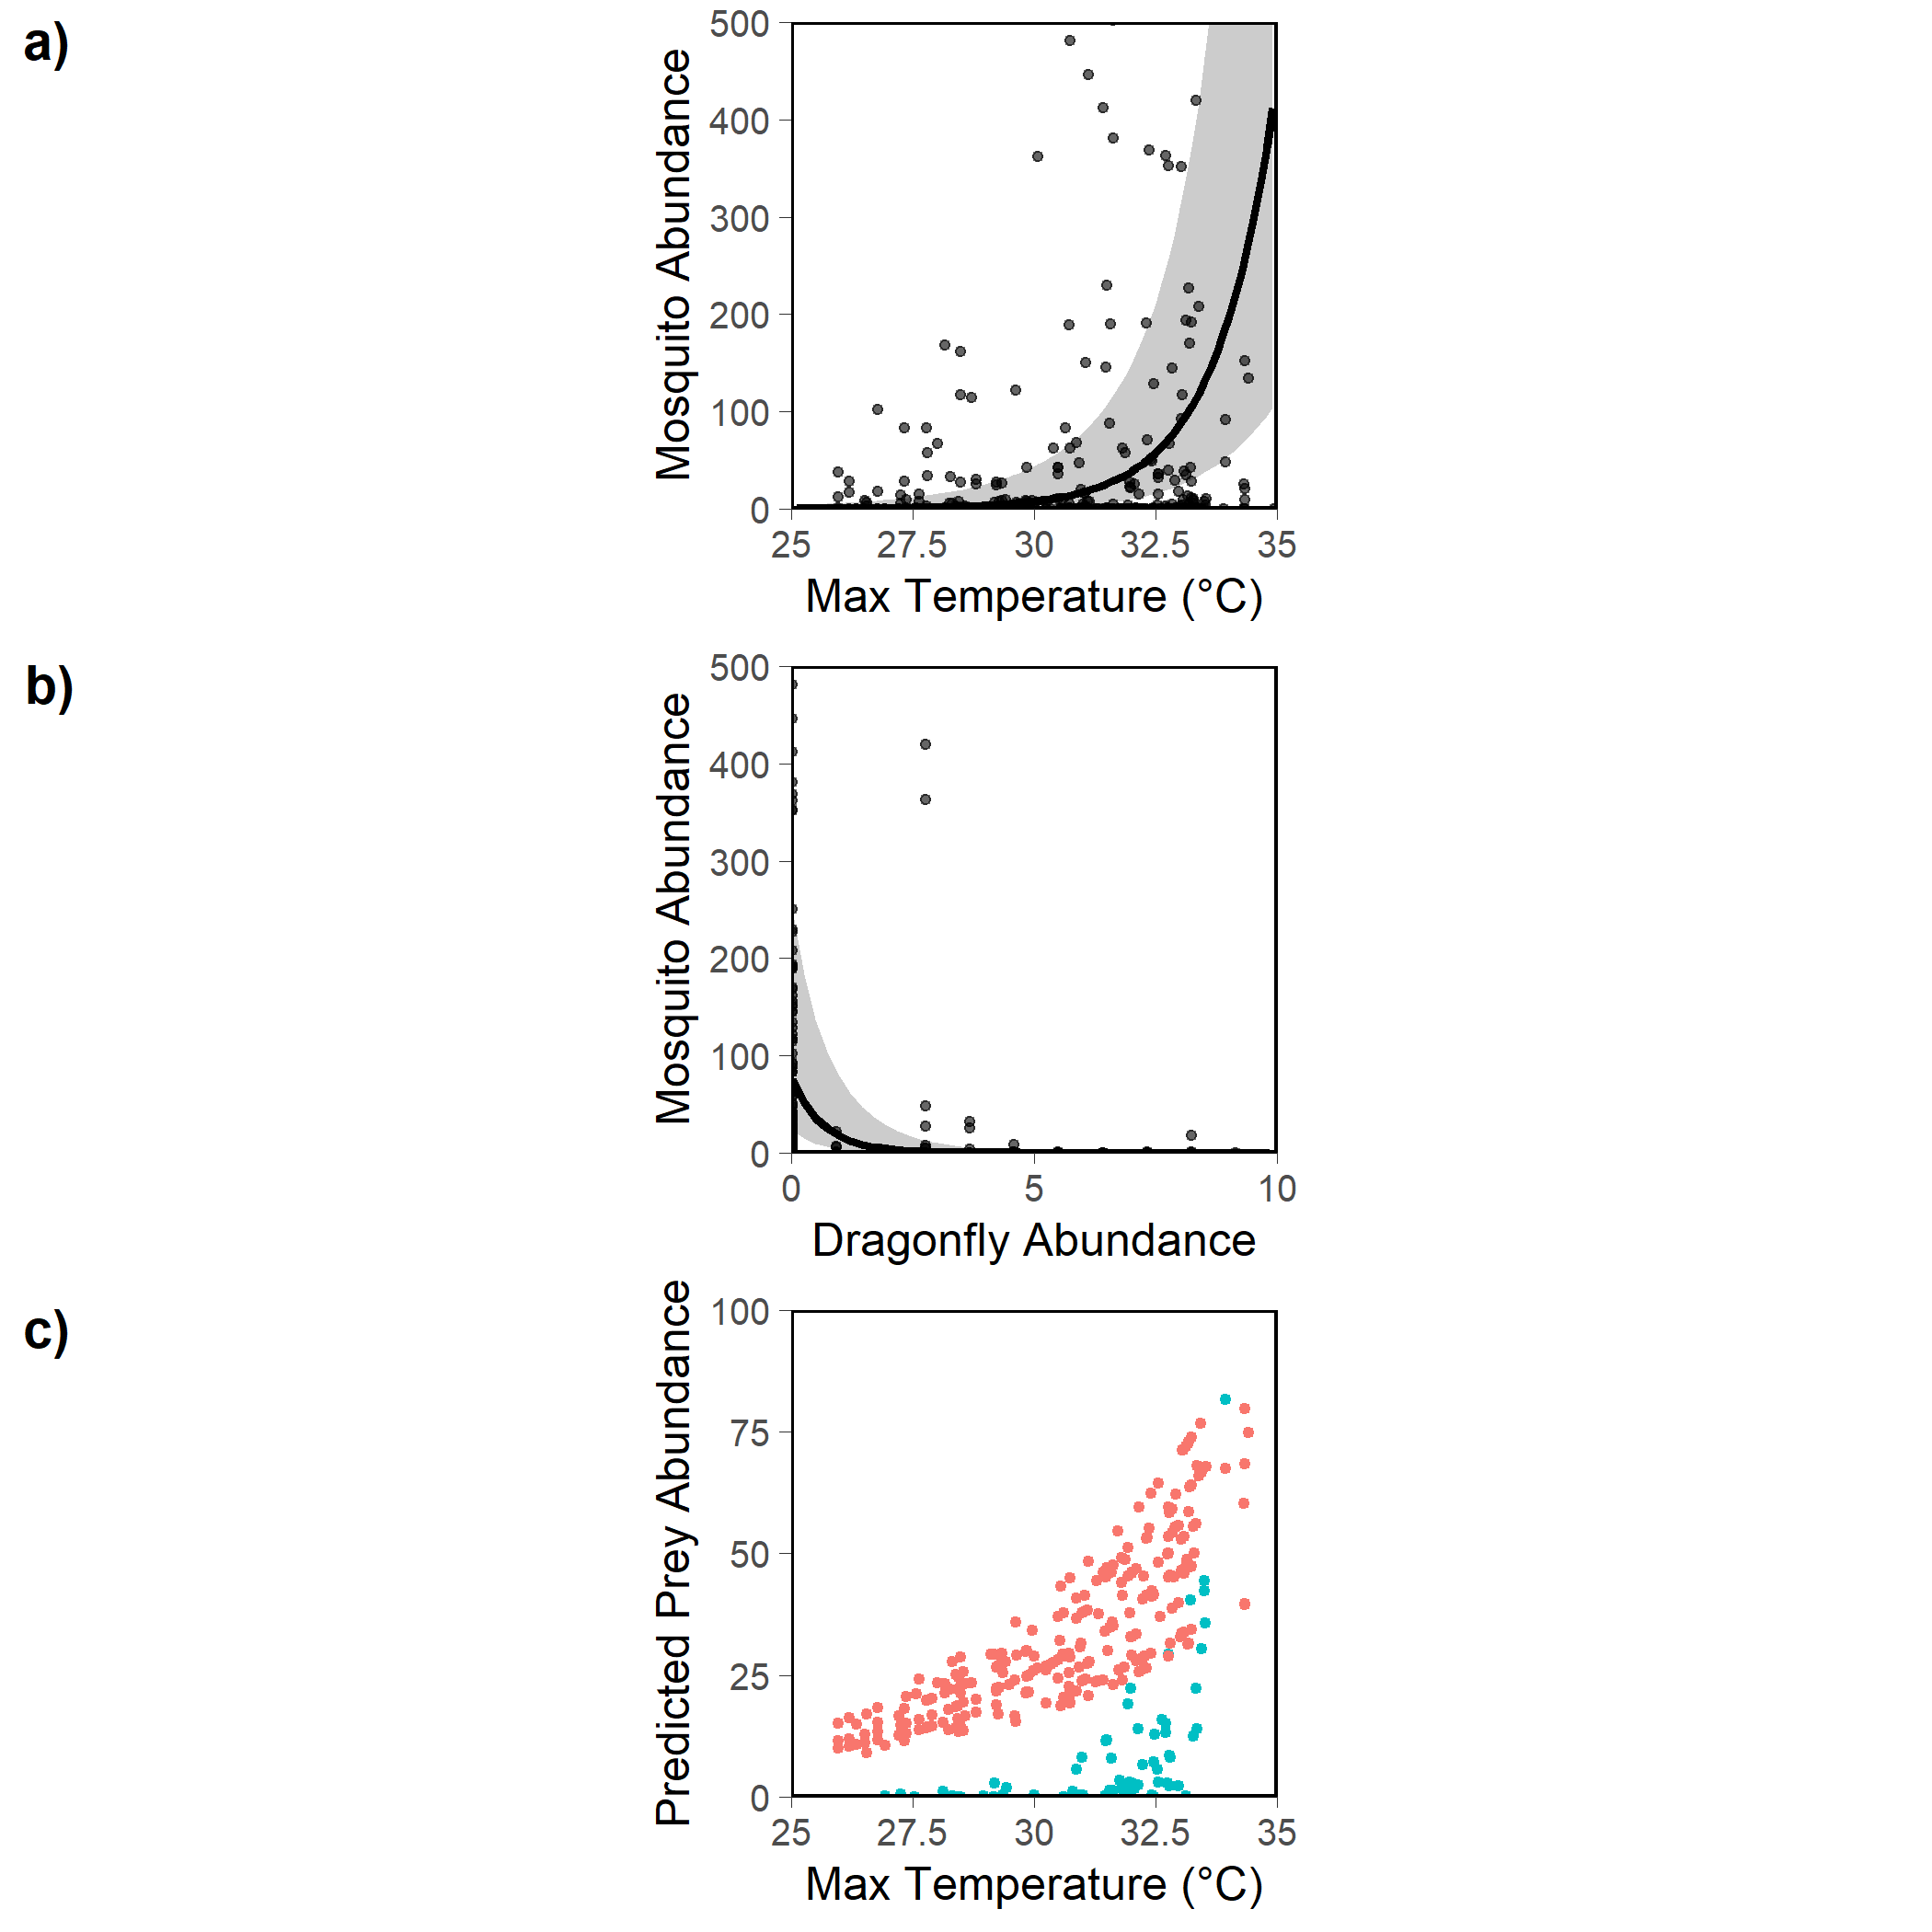 a)
500
400
300
200
100
0
Mosquito Abundance
25 27.5 30 32.5 35
Max Temperature (°C)
b)
500
400
300
200
100
0
Mosquito Abundance
0 5 10
Dragonfly Abundance
c)
100
75
50
25
0
Predicted Prey Abundance
25 27.5 30 32.5 35
Max Temperature (°C)